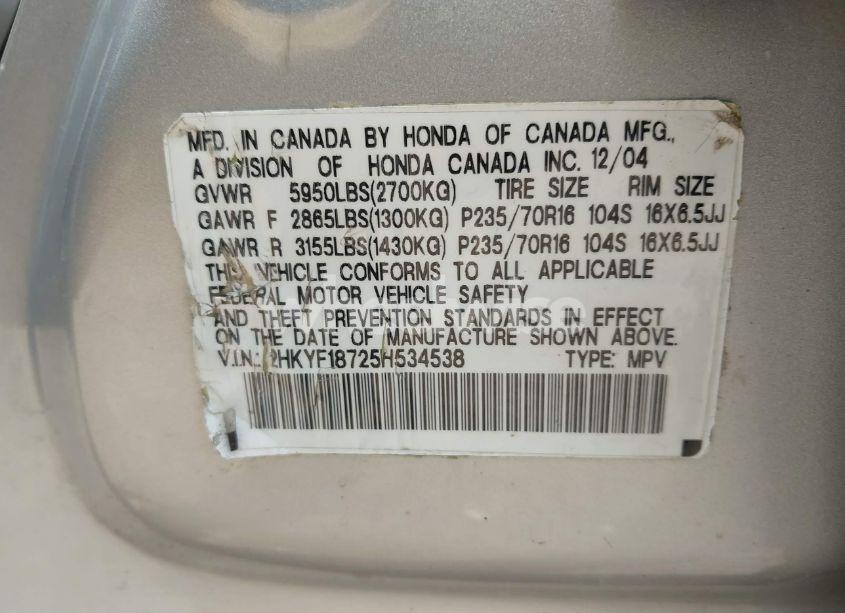 MFD. IN CANADA BY HONDA OF CANADA MFG.,
A DIVISION OF HONDA CANADA INC. 12/04
GVWR 5950LBS(2700KG) TIRE SIZE RIM SIZE
GAWR F 2865LBS(1300KG) P235/70R16 104S 16X6.5JJ
GAWR R 3155LBS(1430KG) P235/70R16 104S 16X6.5JJ
THIS VEHICLE CONFORMS TO ALL APPLICABLE
FEDERAL MOTOR VEHICLE SAFETY
AND THEFT PREVENTION STANDARDS IN EFFECT
ON THE DATE OF MANUFACTURE SHOWN ABOVE.
V.I.N.: 2HKYF18725H534538 TYPE: MPV